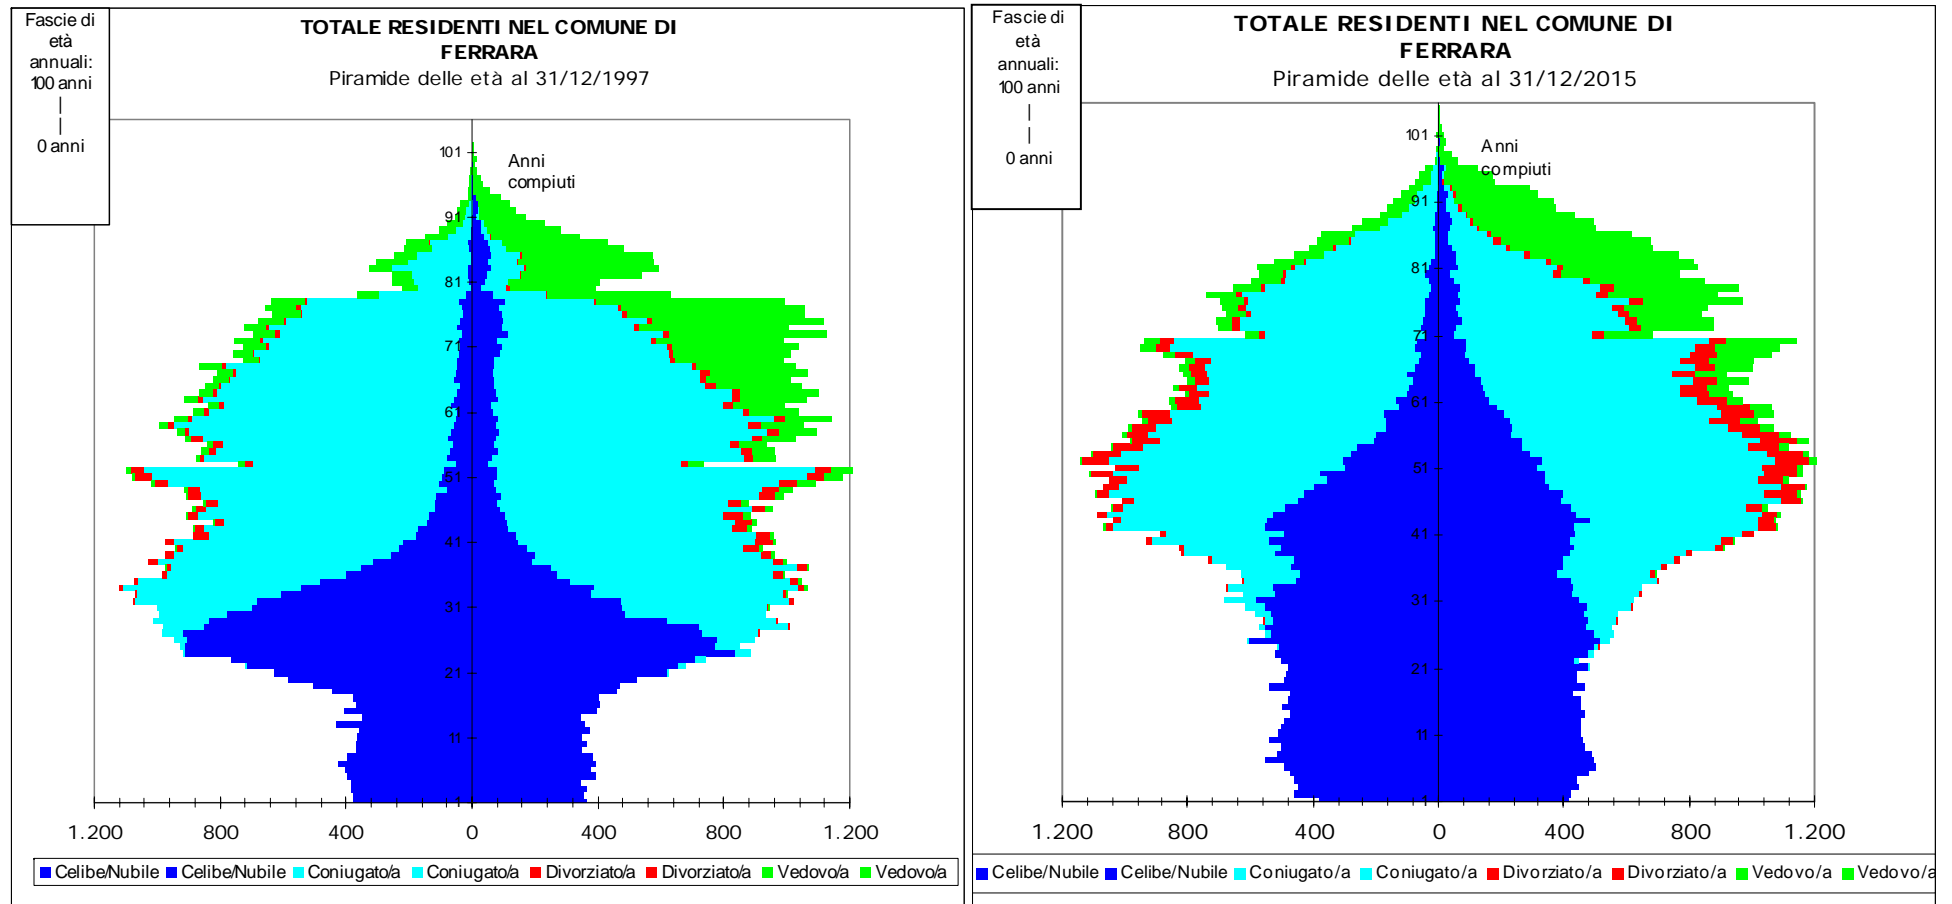 Fascie di
età
annuali:
100 anni
|
|
0 anni
TOTALE RESIDENTI NEL COMUNE DI
FERRARA
Piramide delle età al 31/12/1997
Anni
compiuti
101
91
81
71
61
51
41
31
21
11
1.200 800 400 0 400 800 1.200
Celibe/Nubile Celibe/Nubile Coniugato/a Coniugato/a Divorziato/a Divorziato/a Vedovo/a Vedovo/a
Fascie di
età
annuali:
100 anni
|
|
0 anni
TOTALE RESIDENTI NEL COMUNE DI
FERRARA
Piramide delle età al 31/12/2015
Anni
compiuti
101
91
81
71
61
51
41
31
21
11
1.200 800 400 0 400 800 1.200
Celibe/Nubile Celibe/Nubile Coniugato/a Coniugato/a Divorziato/a Divorziato/a Vedovo/a Vedovo/a